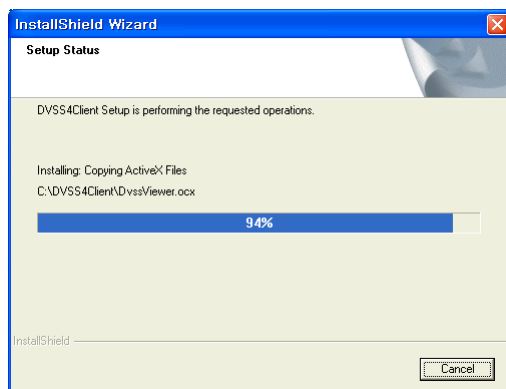 InstallShield Wizard
Setup Status
DVSS4Client Setup is performing the requested operations.
Installing: Copying ActiveX Files
C:\DVSS4Client\DvssViewer.ocx
94%
InstallShield
Cancel